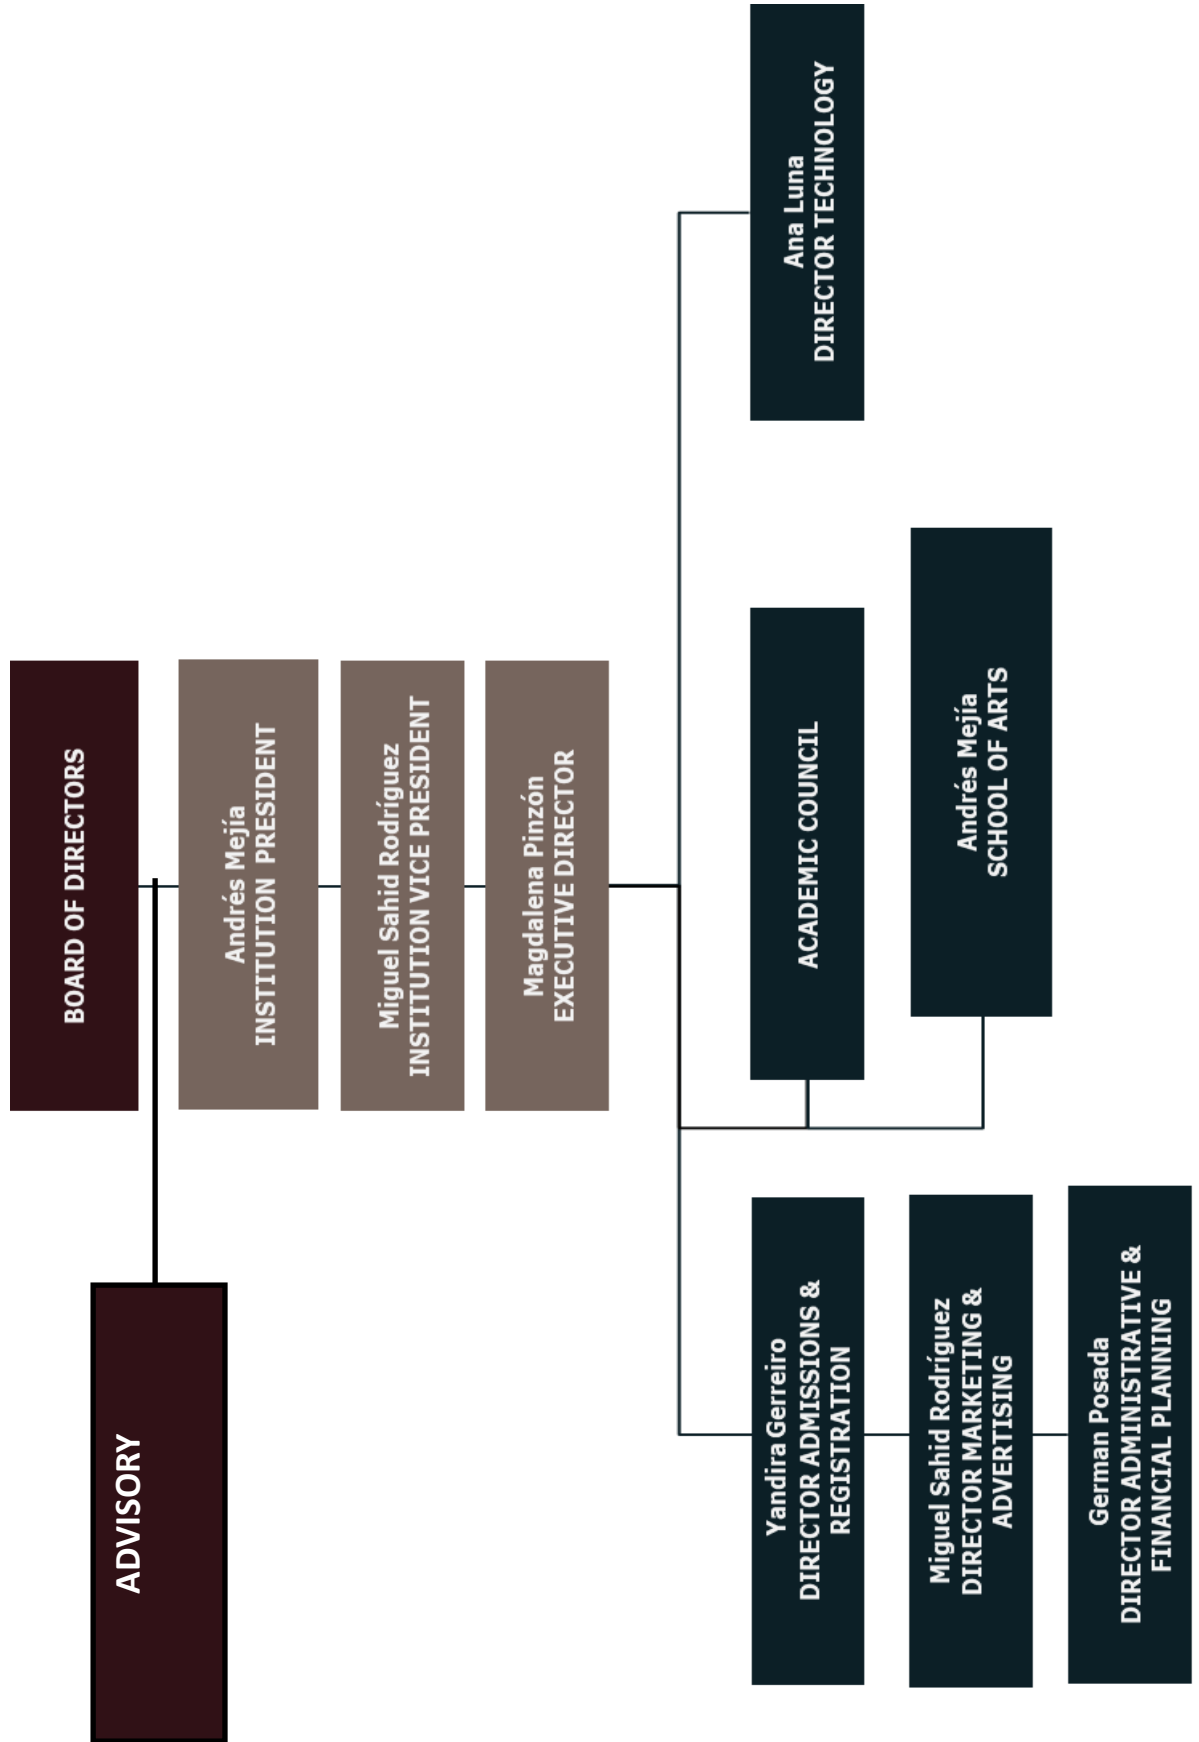 BOARD OF DIRECTORS
ADVISORY
Andrés Mejía
INSTITUTION PRESIDENT
Miguel Sahid Rodríguez
INSTITUTION VICE PRESIDENT
Magdalena Pinzón
EXECUTIVE DIRECTOR
Yandira Gerreiro
DIRECTOR ADMISSIONS &
REGISTRATION
ACADEMIC COUNCIL
Ana Luna
DIRECTOR TECHNOLOGY
Miguel Sahid Rodríguez
DIRECTOR MARKETING &
ADVERTISING
Andrés Mejía
SCHOOL OF ARTS
German Posada
DIRECTOR ADMINISTRATIVE &
FINANCIAL PLANNING